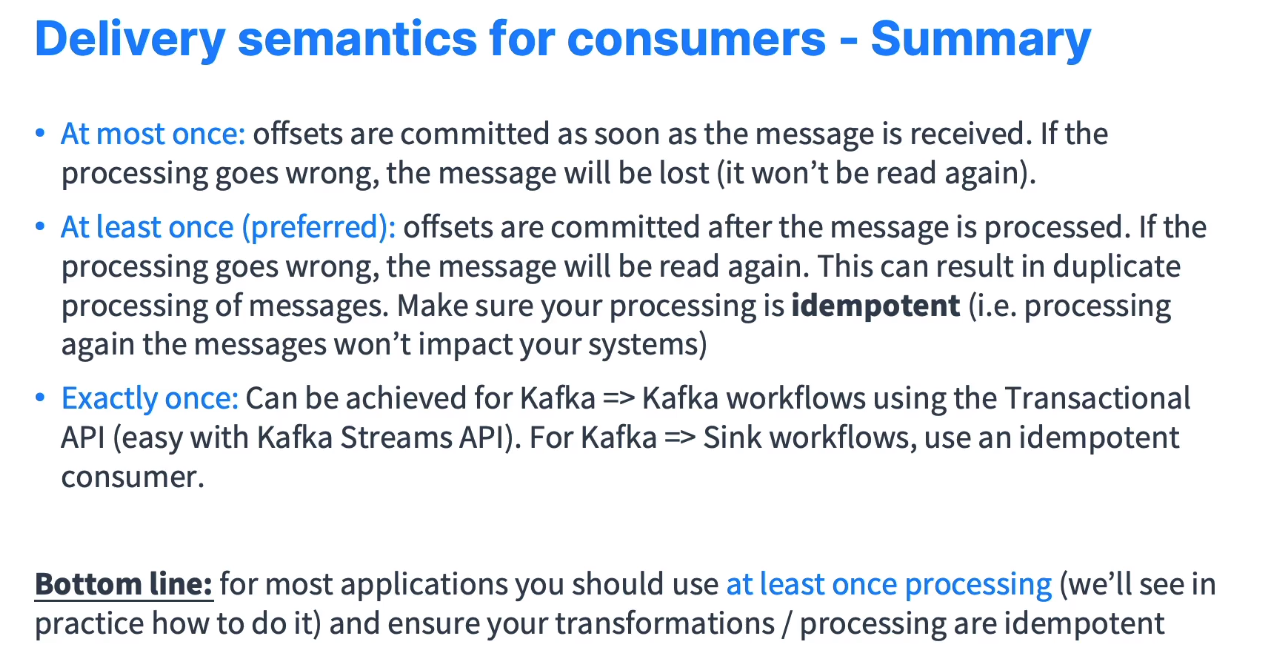 Delivery semantics for consumers - Summary
• At most once: offsets are committed as soon as the message is received. If the
processing goes wrong, the message will be lost (it won’t be read again).
• At least once (preferred): offsets are committed after the message is processed. If the
processing goes wrong, the message will be read again. This can result in duplicate
processing of messages. Make sure your processing is idempotent (i.e. processing
again the messages won’t impact your systems)
• Exactly once: Can be achieved for Kafka => Kafka workflows using the Transactional
API (easy with Kafka Streams API). For Kafka => Sink workflows, use an idempotent
consumer.
Bottom line: for most applications you should use at least once processing (we’ll see in
practice how to do it) and ensure your transformations / processing are idempotent